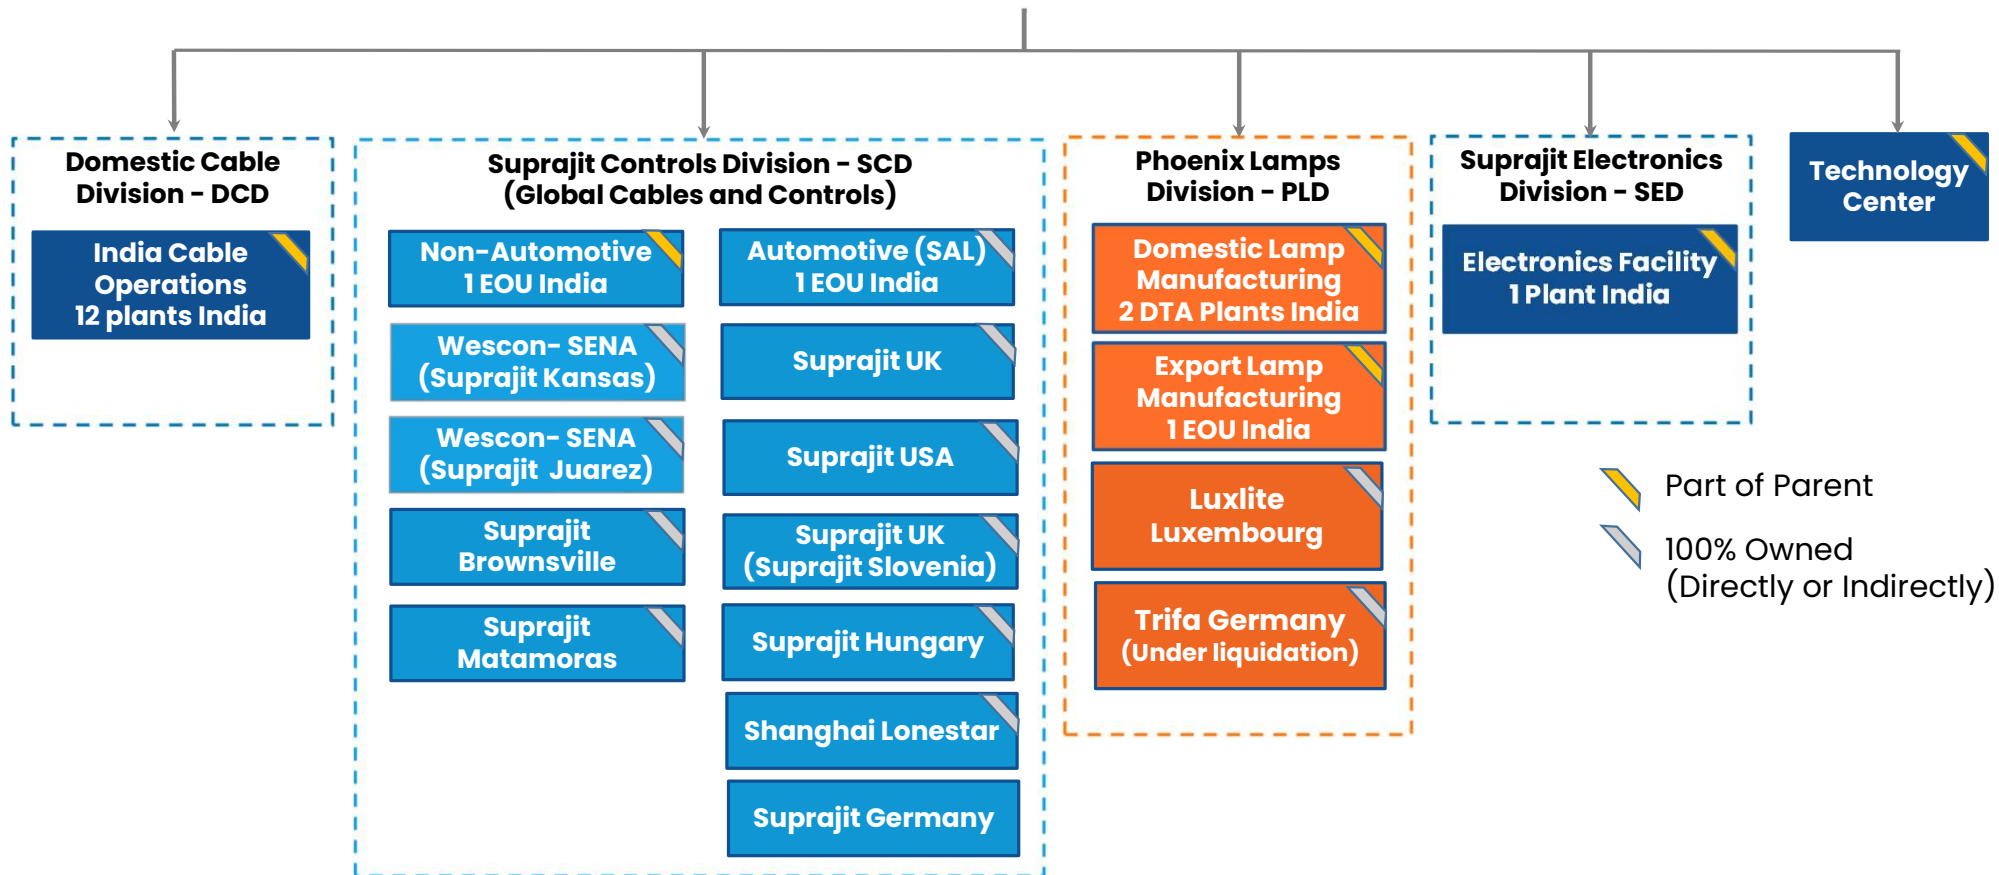 Domestic Cable
Division - DCD
India Cable
Operations
12 plants India
Suprajit Controls Division - SCD
(Global Cables and Controls)
Non-Automotive
1 EOU India
Wescon- SENA
(Suprajit Kansas)
Wescon- SENA
(Suprajit Juarez)
Suprajit
Brownsville
Suprajit
Matamoras
Automotive (SAL)
1 EOU India
Suprajit UK
Suprajit USA
Suprajit UK
(Suprajit Slovenia)
Suprajit Hungary
Shanghai Lonestar
Suprajit Germany
Phoenix Lamps
Division - PLD
Domestic Lamp
Manufacturing
2 DTA Plants India
Export Lamp
Manufacturing
1 EOU India
Luxlite
Luxembourg
Trifa Germany
(Under liquidation)
Suprajit Electronics
Division - SED
Electronics Facility
1 Plant India
Technology
Center
Part of Parent
100% Owned
(Directly or Indirectly)